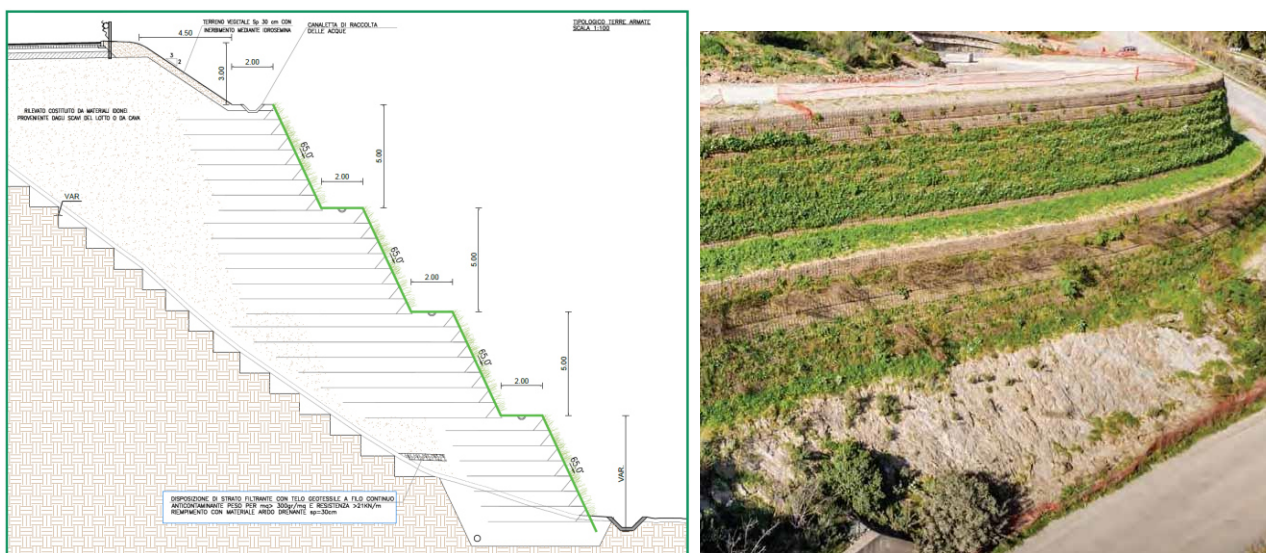 TERRENO VEGETALE Sp 30 cm CON
INERBIMENTO MEDIANTE IDROSEMINA
CANALETTA DI RACCOLTA
DELLE ACQUE
TIPOLOGICO TERRE ARMATE
SCALA 1:100
4.50
3
2
3.00
2.00
RILEVATO COSTITUITO DA MATERIALI IDONEI
PROVENIENTE DAGLI SCAVI DEL LOTTO O DA CAVA
65.0°
5.00
2.00
VAR
65.0°
5.00
2.00
65.0°
5.00
2.00
65.0°
VAR.
DISPOSIZIONE DI STRATO FILTRANTE CON TELO GEOTESSILE A FILO CONTINUO
ANTICONTAMINANTE PESO PER mq> 300gr/mq E RESISTENZA >21KN/m
RIEMPIMENTO CON MATERIALE ARIDO DRENANTE sp=30cm